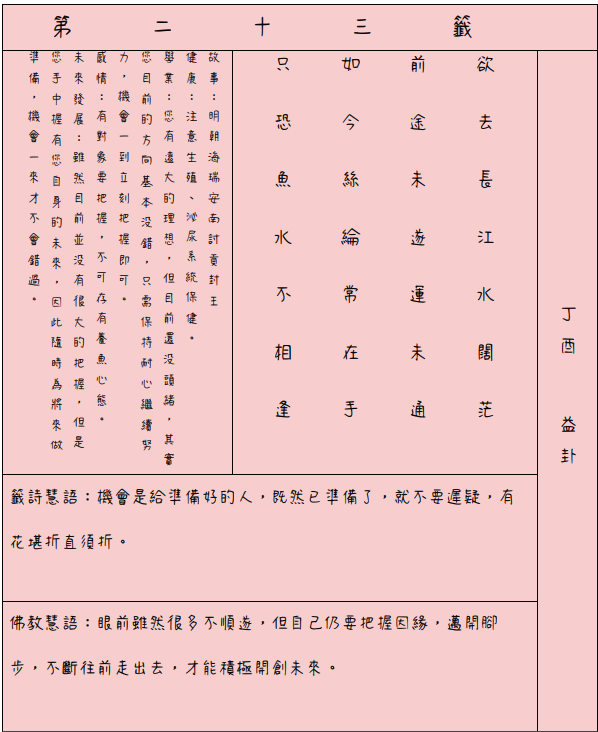 第二十三籤
丁酉 益卦
欲去長江水闊茫
前途未遂運未通
如今絲綸常在手
只恐魚水不相逢
故事：明朝海瑞安南討貢封王
健康：注意生殖、泌尿系統保健。
學業：您有遠大的理想，但目前還沒頭緒，其實
您目前的方向基本沒錯，只需保持耐心繼續努
力，機會一到立刻把握即可。
感情：有對象要把握，不可存有養魚心態。
未來發展：雖然目前並沒有很大的把握，但是
您手中握有您自身的未來，因此隨時為將來做
準備，機會一來才不會錯過。
籤詩慧語：機會是給準備好的人，既然已準備了，就不要遲疑，有
花堪折直須折。
佛教慧語：眼前雖然很多不順遂，但自己仍要把握因緣，邁開腳
步，不斷往前走出去，才能積極開創未來。